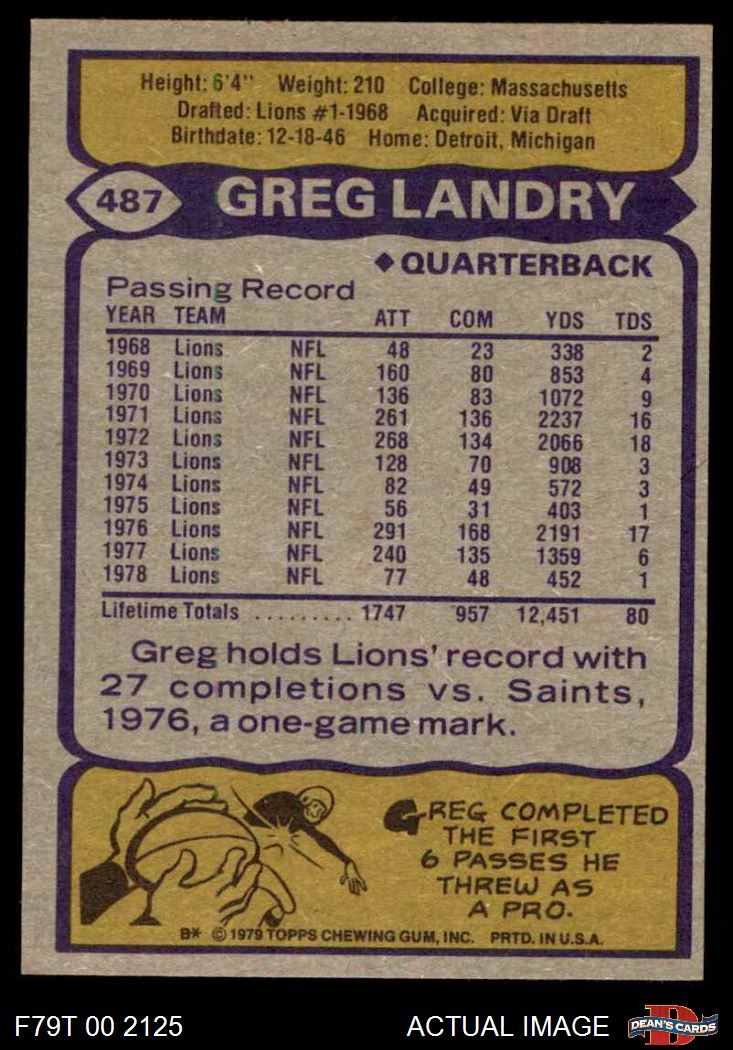 Height: 6'4" Weight: 210 College: Massachusetts
Drafted: Lions #1-1968 Acquired: Via Draft
Birthdate: 12-18-46 Home: Detroit, Michigan
487 GREG LANDRY
◆ QUARTERBACK
Passing Record
YEAR TEAM ATT COM YDS TDS
1968 Lions NFL 48 23 338 2
1969 Lions NFL 160 80 853 4
1970 Lions NFL 136 83 1072 9
1971 Lions NFL 261 136 2237 16
1972 Lions NFL 268 134 2066 18
1973 Lions NFL 128 70 908 3
1974 Lions NFL 82 49 572 3
1975 Lions NFL 56 31 403 1
1976 Lions NFL 291 168 2191 17
1977 Lions NFL 240 135 1359 6
1978 Lions NFL 77 48 452 1
Lifetime Totals ......... 1747 957 12,451 80
Greg holds Lions' record with
27 completions vs. Saints,
1976, a one-game mark.
GREG COMPLETED
THE FIRST
6 PASSES HE
THREW AS
A PRO.
B* © 1979 TOPPS CHEWING GUM, INC. PRTD. IN U.S.A.
F79T 00 2125 ACTUAL IMAGE D DEAN'S CARDS